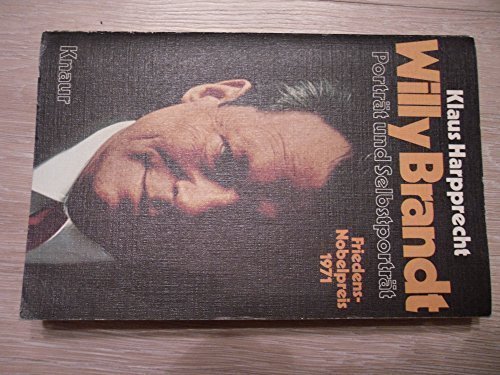 Klaus Harpprecht
Willy Brandt
Porträt und Selbstporträt
Friedens-
Nobelpreis
1971
Knaur